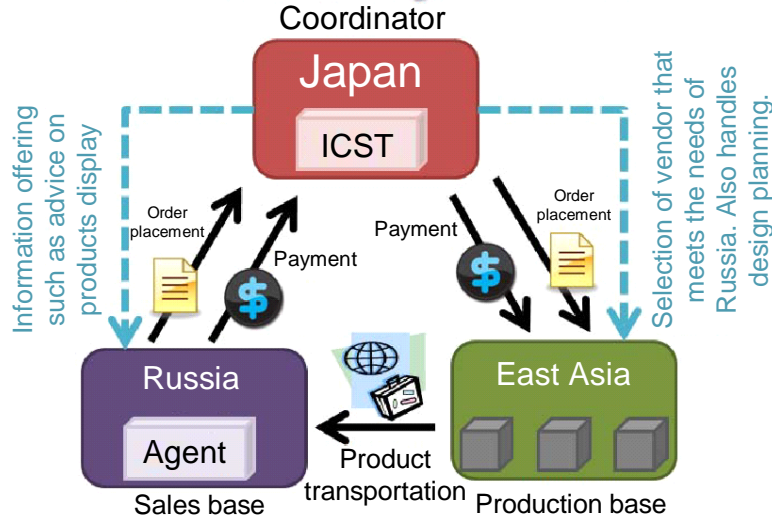 Coordinator
Japan
ICST
Information offering
such as advice on
products display
Selection of vendor that
meets the needs of
Russia. Also handles
design planning.
Order
placement
Payment
Payment
Order
placement
Russia
Agent
Sales base
Product
transportation
East Asia
Production base